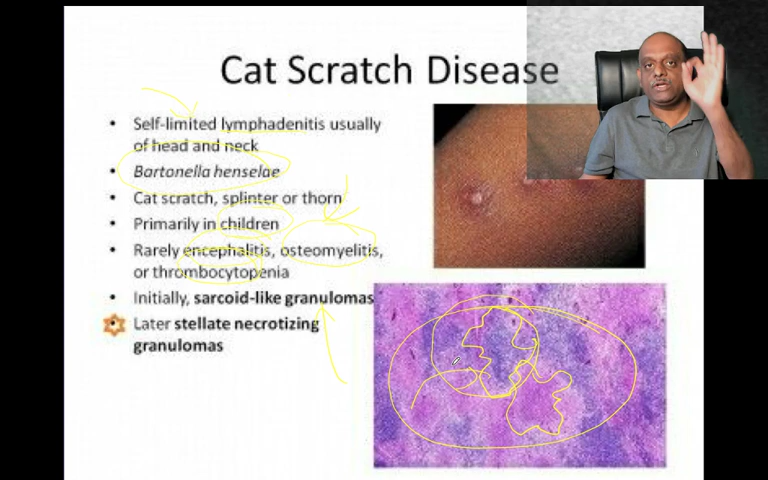 Cat Scratch Disease
• Self-limited lymphadenitis usually
of head and neck
• Bartonella henselae
• Cat scratch, splinter or thorn
• Primarily in children
• Rarely encephalitis, osteomyelitis,
or thrombocytopenia
• Initially, sarcoid-like granulomas
Later stellate necrotizing
granulomas